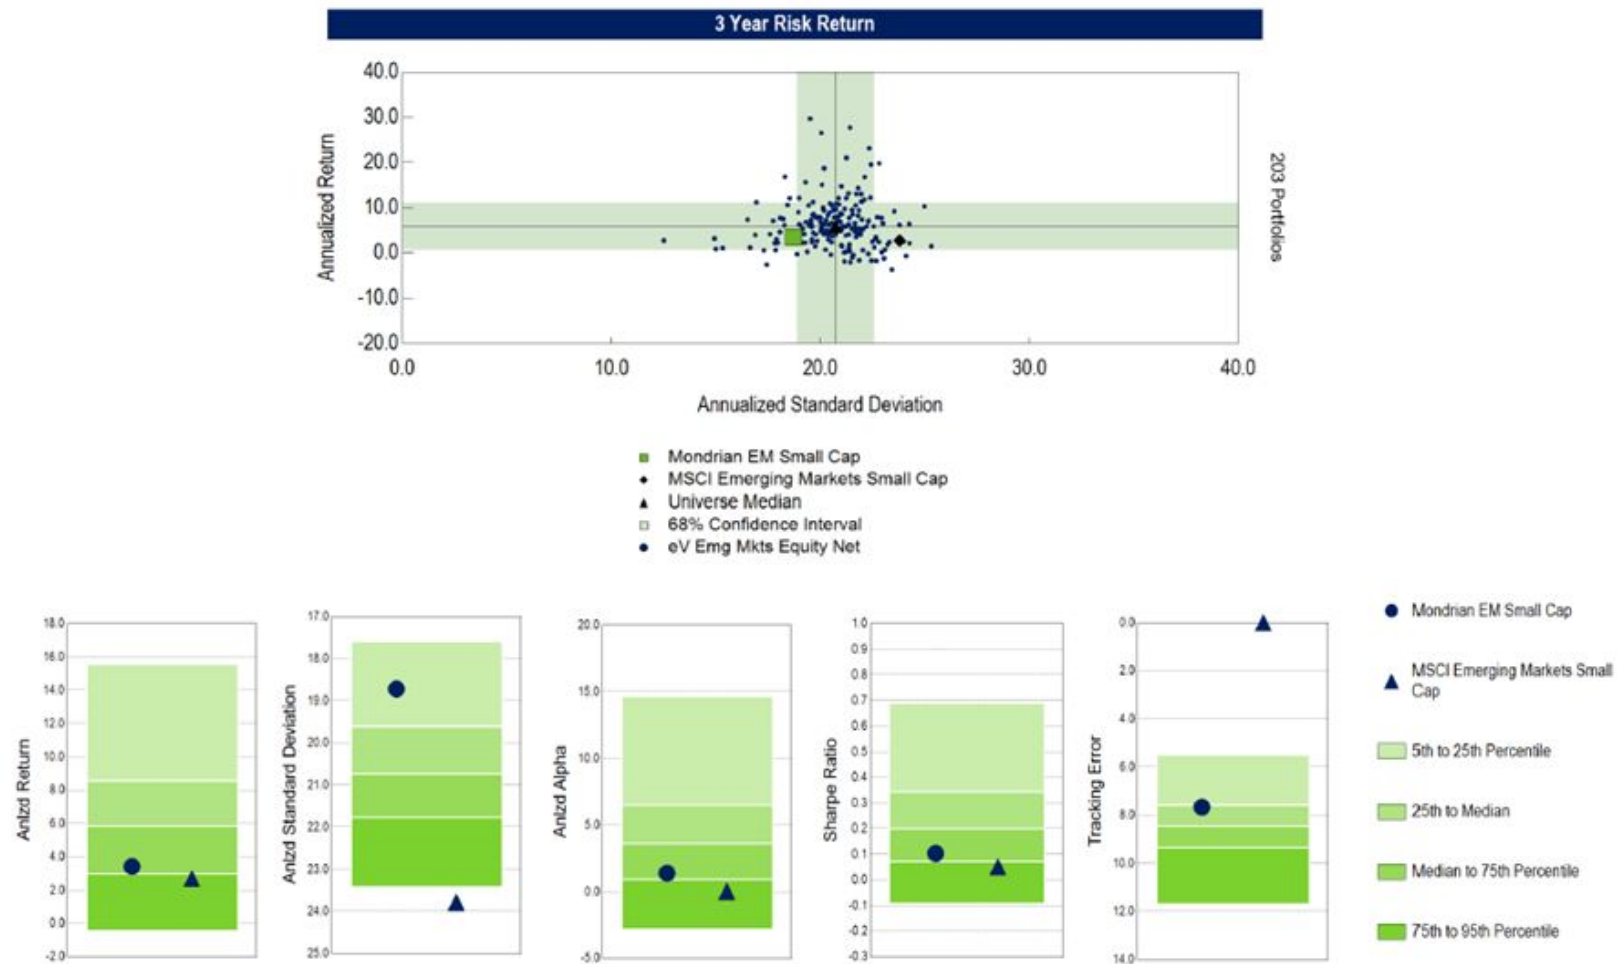 3 Year Risk Return
40.0
30.0
20.0
10.0
0.0
-10.0
-20.0
Annualized Return
0.0 10.0 20.0 30.0 40.0
Annualized Standard Deviation
203 Porttfolios
Mondrian EM Small Cap
MSCI Emerging Markets Small Cap
Universe Median
68% Confidence Interval
eV Emg Mkts Equity Net
Anlzd Return
18.0
16.0
14.0
12.0
10.0
8.0
6.0
4.0
2.0
0.0
-2.0
Anlzd Standard Deviation
17.0
18.0
19.0
20.0
21.0
22.0
23.0
24.0
25.0
Anlzd Alpha
20.0
15.0
10.0
5.0
0.0
-5.0
Sharpe Ratio
1.0
0.9
0.8
0.7
0.6
0.5
0.4
0.3
0.2
0.1
0.0
-0.1
-0.2
-0.3
Tracking Error
0.0
2.0
4.0
6.0
8.0
10.0
12.0
14.0
Mondrian EM Small Cap
MSCI Emerging Markets Small
Cap
5th to 25th Percentile
25th to Median
Median to 75th Percentile
75th to 95th Percentile